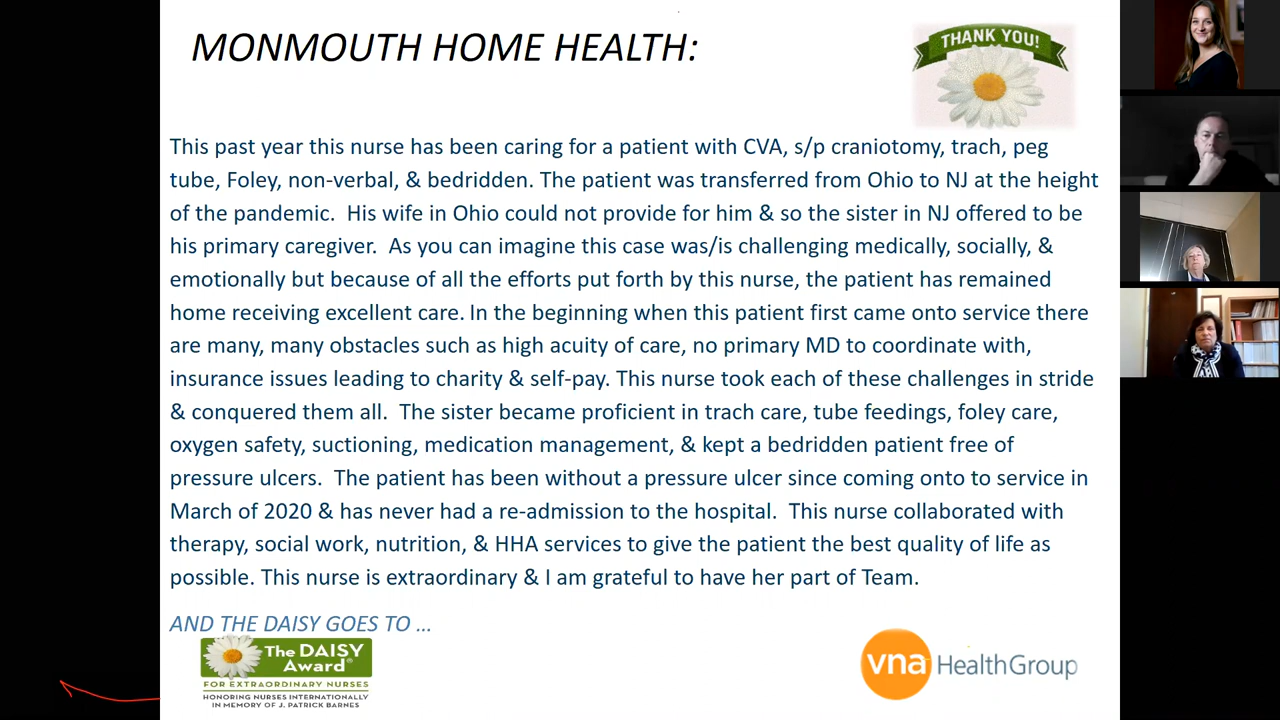 MONMOUTH HOME HEALTH:
THANK YOU!
This past year this nurse has been caring for a patient with CVA, s/p craniotomy, trach, peg
tube, Foley, non-verbal, & bedridden. The patient was transferred from Ohio to NJ at the height
of the pandemic.  His wife in Ohio could not provide for him & so the sister in NJ offered to be
his primary caregiver.  As you can imagine this case was/is challenging medically, socially, &
emotionally but because of all the efforts put forth by this nurse, the patient has remained
home receiving excellent care. In the beginning when this patient first came onto service there
are many, many obstacles such as high acuity of care, no primary MD to coordinate with,
insurance issues leading to charity & self-pay. This nurse took each of these challenges in stride
& conquered them all.  The sister became proficient in trach care, tube feedings, foley care,
oxygen safety, suctioning, medication management, & kept a bedridden patient free of
pressure ulcers.  The patient has been without a pressure ulcer since coming onto to service in
March of 2020 & has never had a re-admission to the hospital.  This nurse collaborated with
therapy, social work, nutrition, & HHA services to give the patient the best quality of life as
possible. This nurse is extraordinary & I am grateful to have her part of Team.
AND THE DAISY GOES TO …
The DAISY
Award®
FOR EXTRAORDINARY NURSES
HONORING NURSES INTERNATIONALLY
IN MEMORY OF J. PATRICK BARNES
vna HealthGroup